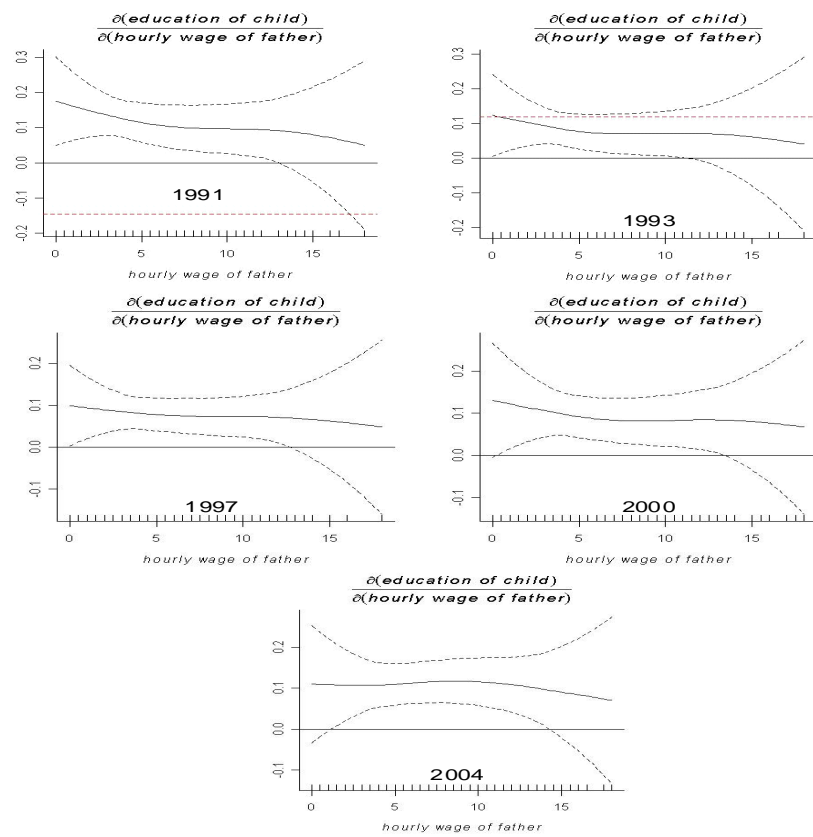 ∂(education of child)
∂(hourly wage of father)
0.3
0.2
0.1
0.0
-0.1
-0.2
1991
0 5 10 15
hourly wage of father
∂(education of child)
∂(hourly wage of father)
0.3
0.2
0.1
0.0
-0.1
-0.2
1993
0 5 10 15
hourly wage of father
∂(education of child)
∂(hourly wage of father)
0.2
0.1
0.0
-0.1
1997
0 5 10 15
hourly wage of father
∂(education of child)
∂(hourly wage of father)
0.2
0.1
0.0
-0.1
2000
0 5 10 15
hourly wage of father
∂(education of child)
∂(hourly wage of father)
0.2
0.1
0.0
-0.1
2004
0 5 10 15
hourly wage of father